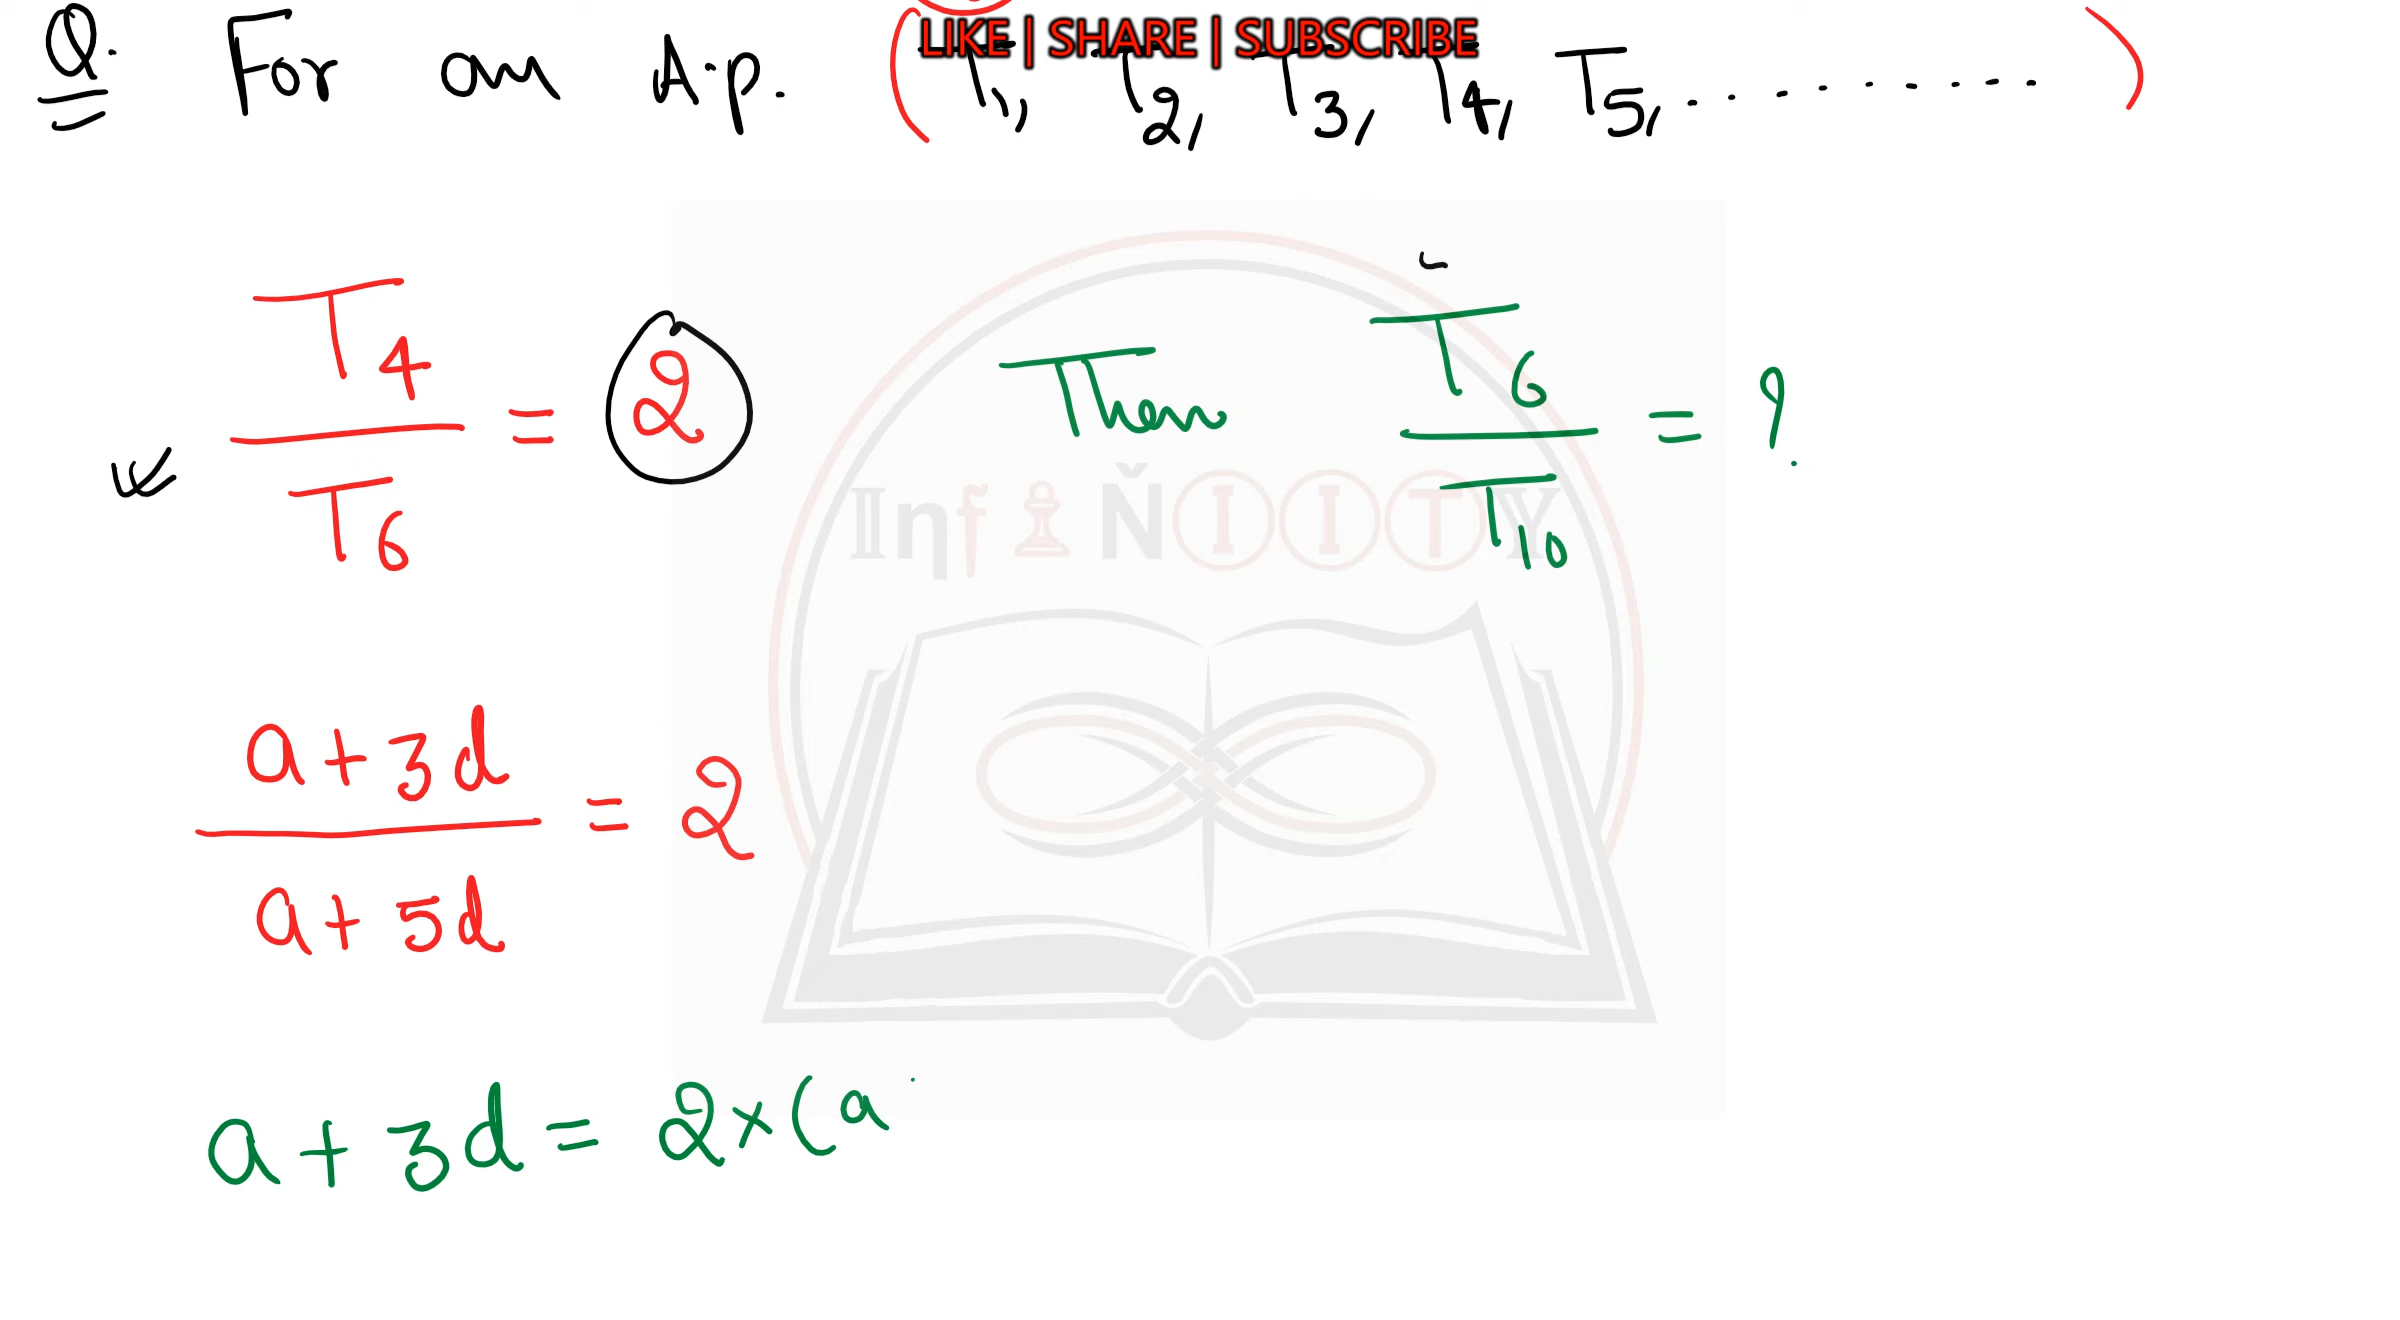 LIKE | SHARE | SUBSCRIBE
Q. For an A.p. ( T1, T2, T3, T4, T5, .......... )
T4 / T6 = 2 Then T6 / T10 = ?
InηfŇIITY
a + 3d / a + 5d = 2
a + 3d = 2 × ( a